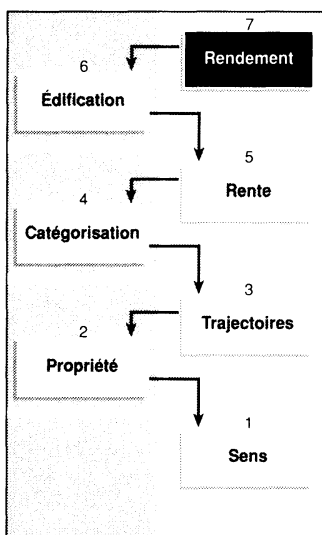 7
Rendement
6
Édification
5
Rente
4
Catégorisation
3
Trajectoires
2
Propriété
1
Sens